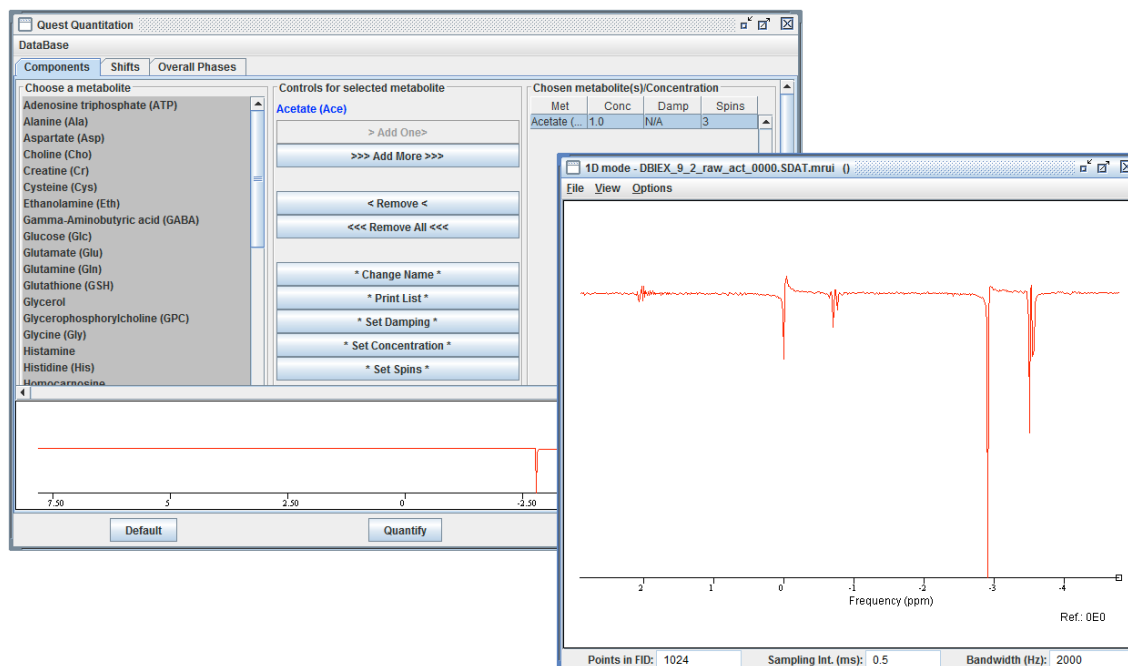 Quest Quantitation
DataBase
Components Shifts Overall Phases
Choose a metabolite
Adenosine triphosphate (ATP)
Alanine (Ala)
Aspartate (Asp)
Choline (Cho)
Creatine (Cr)
Cysteine (Cys)
Ethanolamine (Eth)
Gamma-Aminobutyric acid (GABA)
Glucose (Glc)
Glutamate (Glu)
Glutamine (Gln)
Glutathione (GSH)
Glycerol
Glycerophosphorylcholine (GPC)
Glycine (Gly)
Histamine
Histidine (His)
Homocarnosine
Controls for selected metabolite
Acetate (Ace)
> Add One>
>>> Add More >>>
< Remove <
<<< Remove All <<<
* Change Name *
* Print List *
* Set Damping *
* Set Concentration *
* Set Spins *
Chosen metabolite(s)/Concentration
Met Conc Damp Spins
Acetate (... 1.0 N/A 3
7.50 5 2.50 0 -2.50
Default Quantify
1D mode - DBIEX_9_2_raw_act_0000.SDAT.mrui ()
File View Options
2 1 0 -1 -2 -3 -4
Frequency (ppm)
Ref.: 0E0
Points in FID: 1024 Sampling Int. (ms): 0.5 Bandwidth (Hz): 2000